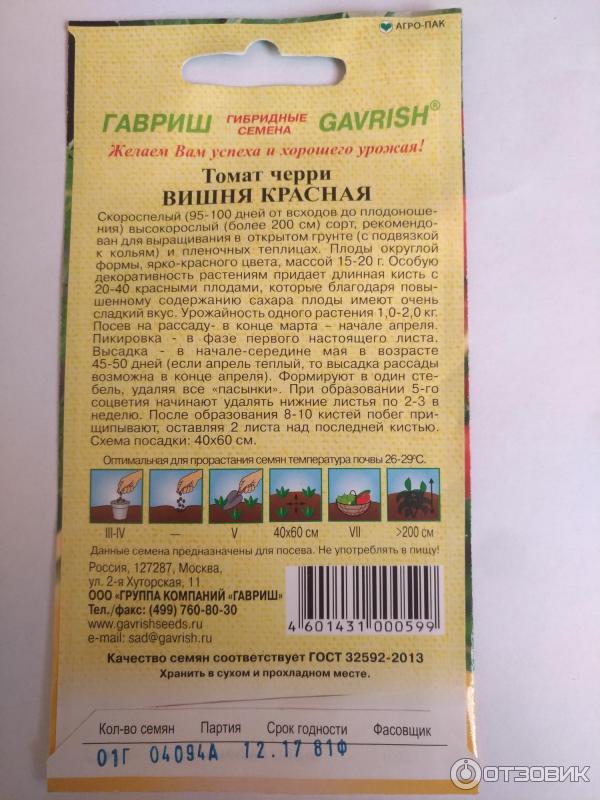 АГРО-ПАК
ГАВРИШ ГИБРИДНЫЕ СЕМЕНА GAVRISH®
Желаем Вам успеха и хорошего урожая!
Томат черри
ВИШНЯ КРАСНАЯ
Скороспелый (95-100 дней от всходов до плодоноше-
ния) высокорослый (более 200 см) сорт, рекомендо-
ван для выращивания в открытом грунте (с подвязкой
к кольям) и пленочных теплицах. Плоды округлой
формы, ярко-красного цвета, массой 15-20 г. Особую
декоративность растениям придает длинная кисть с
20-40 красными плодами, которые благодаря повы-
шенному содержанию сахара плоды имеют очень
сладкий вкус. Урожайность одного растения 1,0-2,0 кг.
Посев на рассаду- в конце марта – начале апреля.
Пикировка - в фазе первого настоящего листа.
Высадка - в начале-середине мая в возрасте
45-50 дней (если апрель теплый, то высадка рассады
возможна в конце апреля). Формируют в один сте-
бель, удаляя все «пасынки». При образовании 5-го
соцветия начинают удалять нижние листья по 2-3 в
неделю. После образования 8-10 кистей побег при-
щипывают, оставляя 2 листа над последней кистью.
Схема посадки: 40х60 см.
Оптимальная для прорастания семян температура почвы 26-29°С.
III-IV — V 40х60 см VII >200 см
Данные семена предназначены для посева. Не употреблять в пищу!
Россия, 127287, Москва,
ул. 2-я Хуторская, 11
ООО «ГРУППА КОМПАНИЙ «ГАВРИШ»
Тел./факс: (499) 760-80-30
www.gavrishseeds.ru
e-mail: sad@gavrish.ru
4 601431 000599
Качество семян соответствует ГОСТ 32592-2013
Хранить в сухом и прохладном месте.
Кол-во семян Партия Срок годности Фасовщик
01Г 04094А 12.17 81Ф
ОТЗОВИК